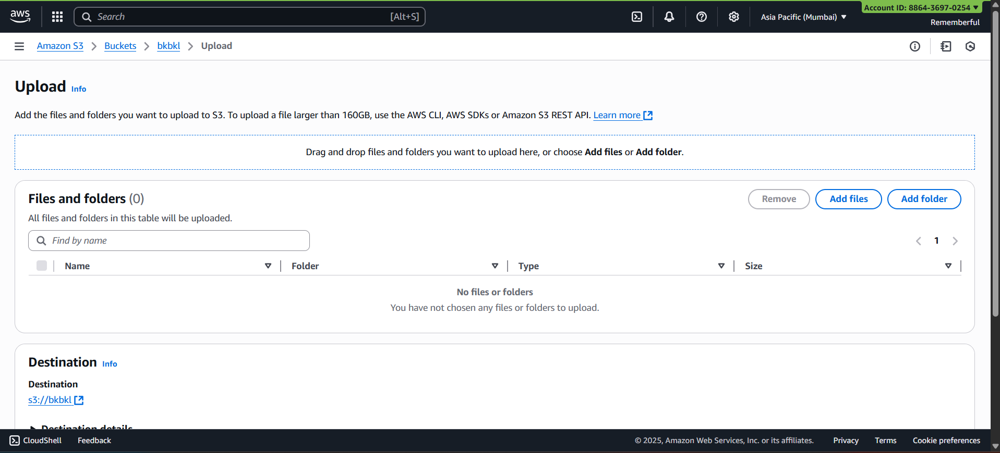 aws
Search [Alt+S]
Asia Pacific (Mumbai)
Account ID: 8864-3697-0254
Rememberful
Amazon S3 Buckets bkbkl Upload
Upload Info
Add the files and folders you want to upload to S3. To upload a file larger than 160GB, use the AWS CLI, AWS SDKs or Amazon S3 REST API. Learn more
Drag and drop files and folders you want to upload here, or choose Add files or Add folder.
Files and folders (0)
Remove Add files Add folder
All files and folders in this table will be uploaded.
Find by name
1
Name Folder Type Size
No files or folders
You have not chosen any files or folders to upload.
Destination Info
Destination
s3://bkbkl
Destination details
CloudShell Feedback © 2025, Amazon Web Services, Inc. or its affiliates. Privacy Terms Cookie preferences